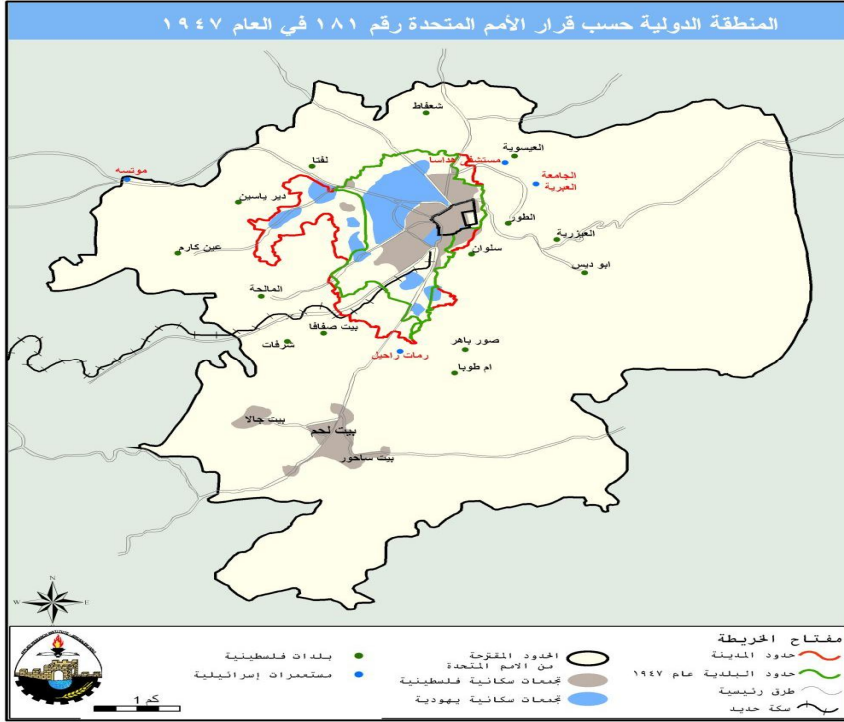 المنطقة الدولية حسب قرار الأمم المتحدة رقم ١٨١ في العام ١٩٤٧
شعفاط
العيسوية
مستشفى هداسا
لفتا
الجامعة
العبرية
موتسه
دير ياسين
الطور
العيزرية
سلوان
عين كارم
ابو ديس
المالحة
بيت صفافا
شرفات
صور باهر
رمات راحيل
ام طوبا
بيت جالا
بيت لحم
بيت ساحور
N
W
E
S
مفتاح الخريطة
حدود المدينة
حدود البلدية عام ١٩٤٧
طرق رئيسية
سكة حديد
الحدود المقترحة
من الامم المتحدة
تجمعات سكانية فلسطينية
تجمعات سكانية يهودية
بلدات فلسطينية
مستعمرات إسرائيلية
كم 1